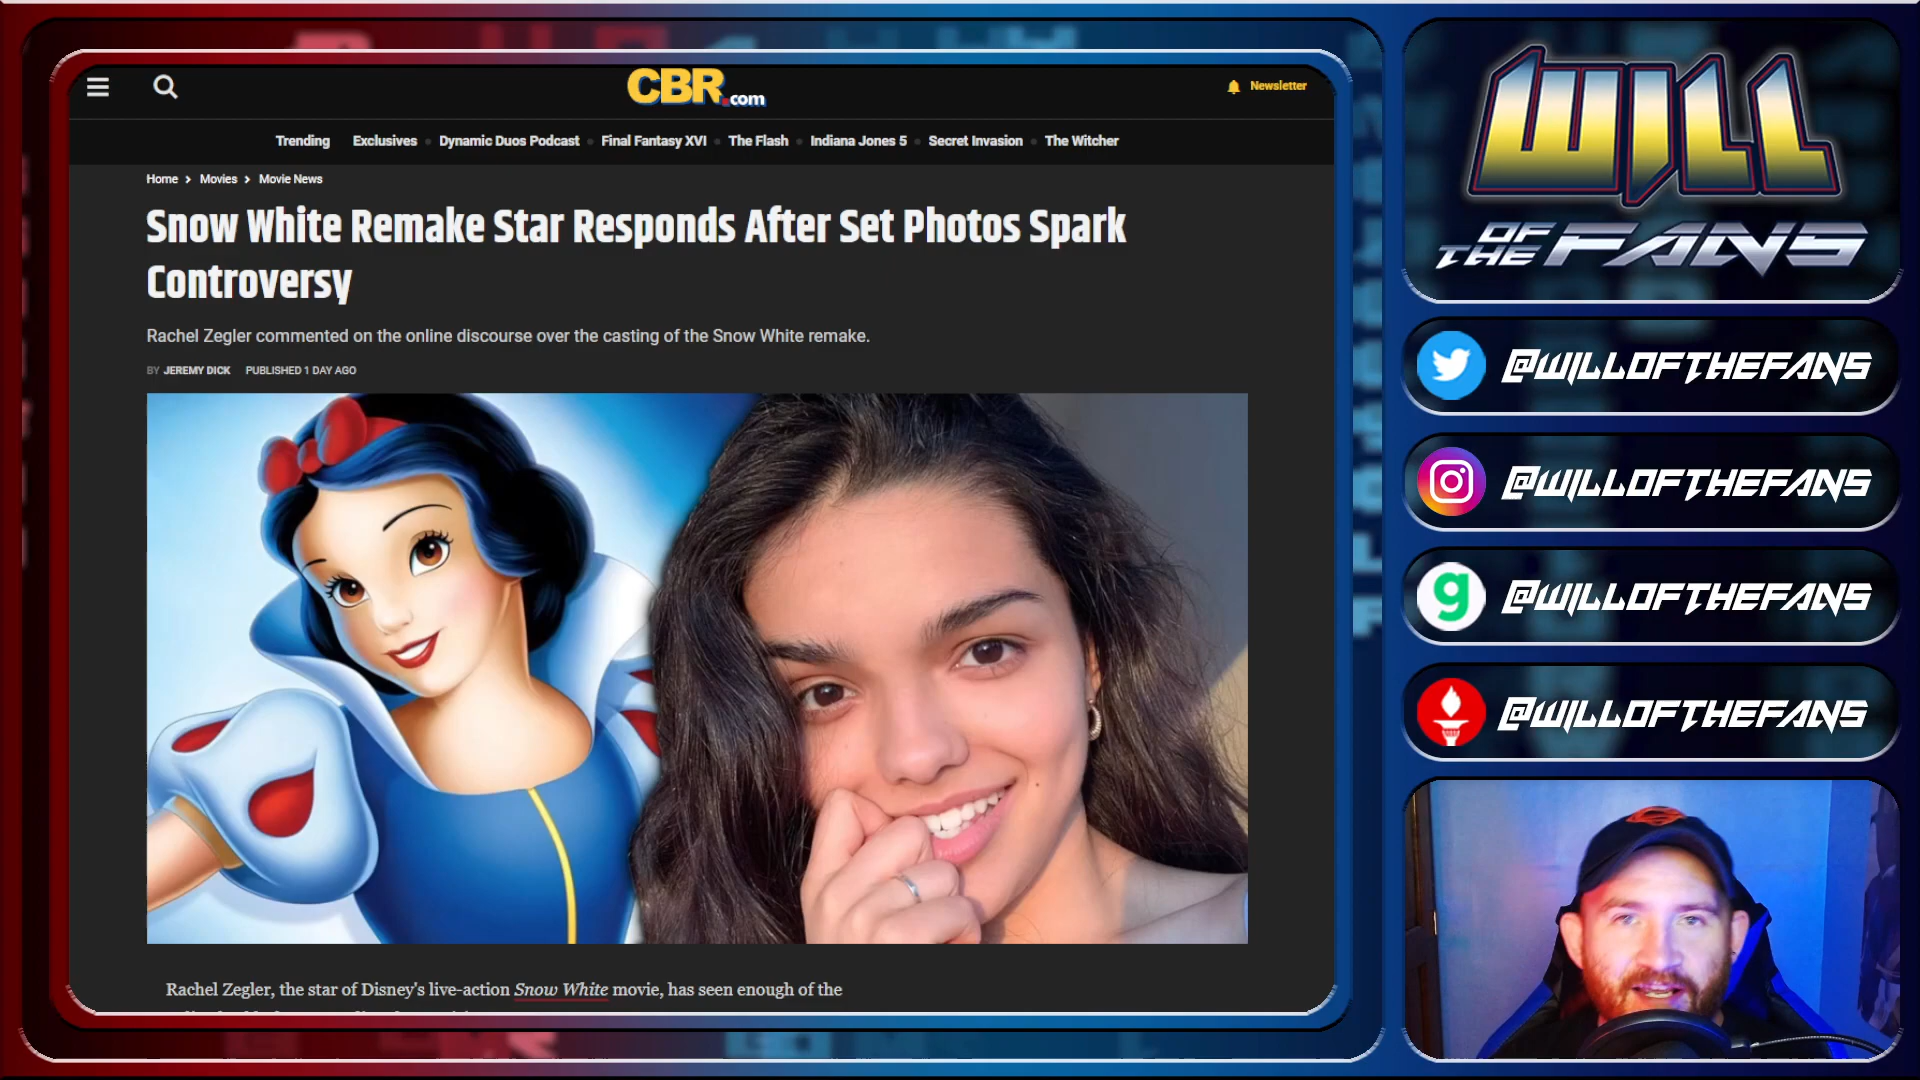 CBR.com
Newsletter
Trending Exclusives Dynamic Duos Podcast Final Fantasy XVI The Flash Indiana Jones 5 Secret Invasion The Witcher
Home > Movies > Movie News
Snow White Remake Star Responds After Set Photos Spark
Controversy
Rachel Zegler commented on the online discourse over the casting of the Snow White remake.
BY JEREMY DICK PUBLISHED 1 DAY AGO
Rachel Zegler, the star of Disney's live-action Snow White movie, has seen enough of the
WILL
OF THE FANS
@WILLOFTHEFANS
@WILLOFTHEFANS
g @WILLOFTHEFANS
@WILLOFTHEFANS